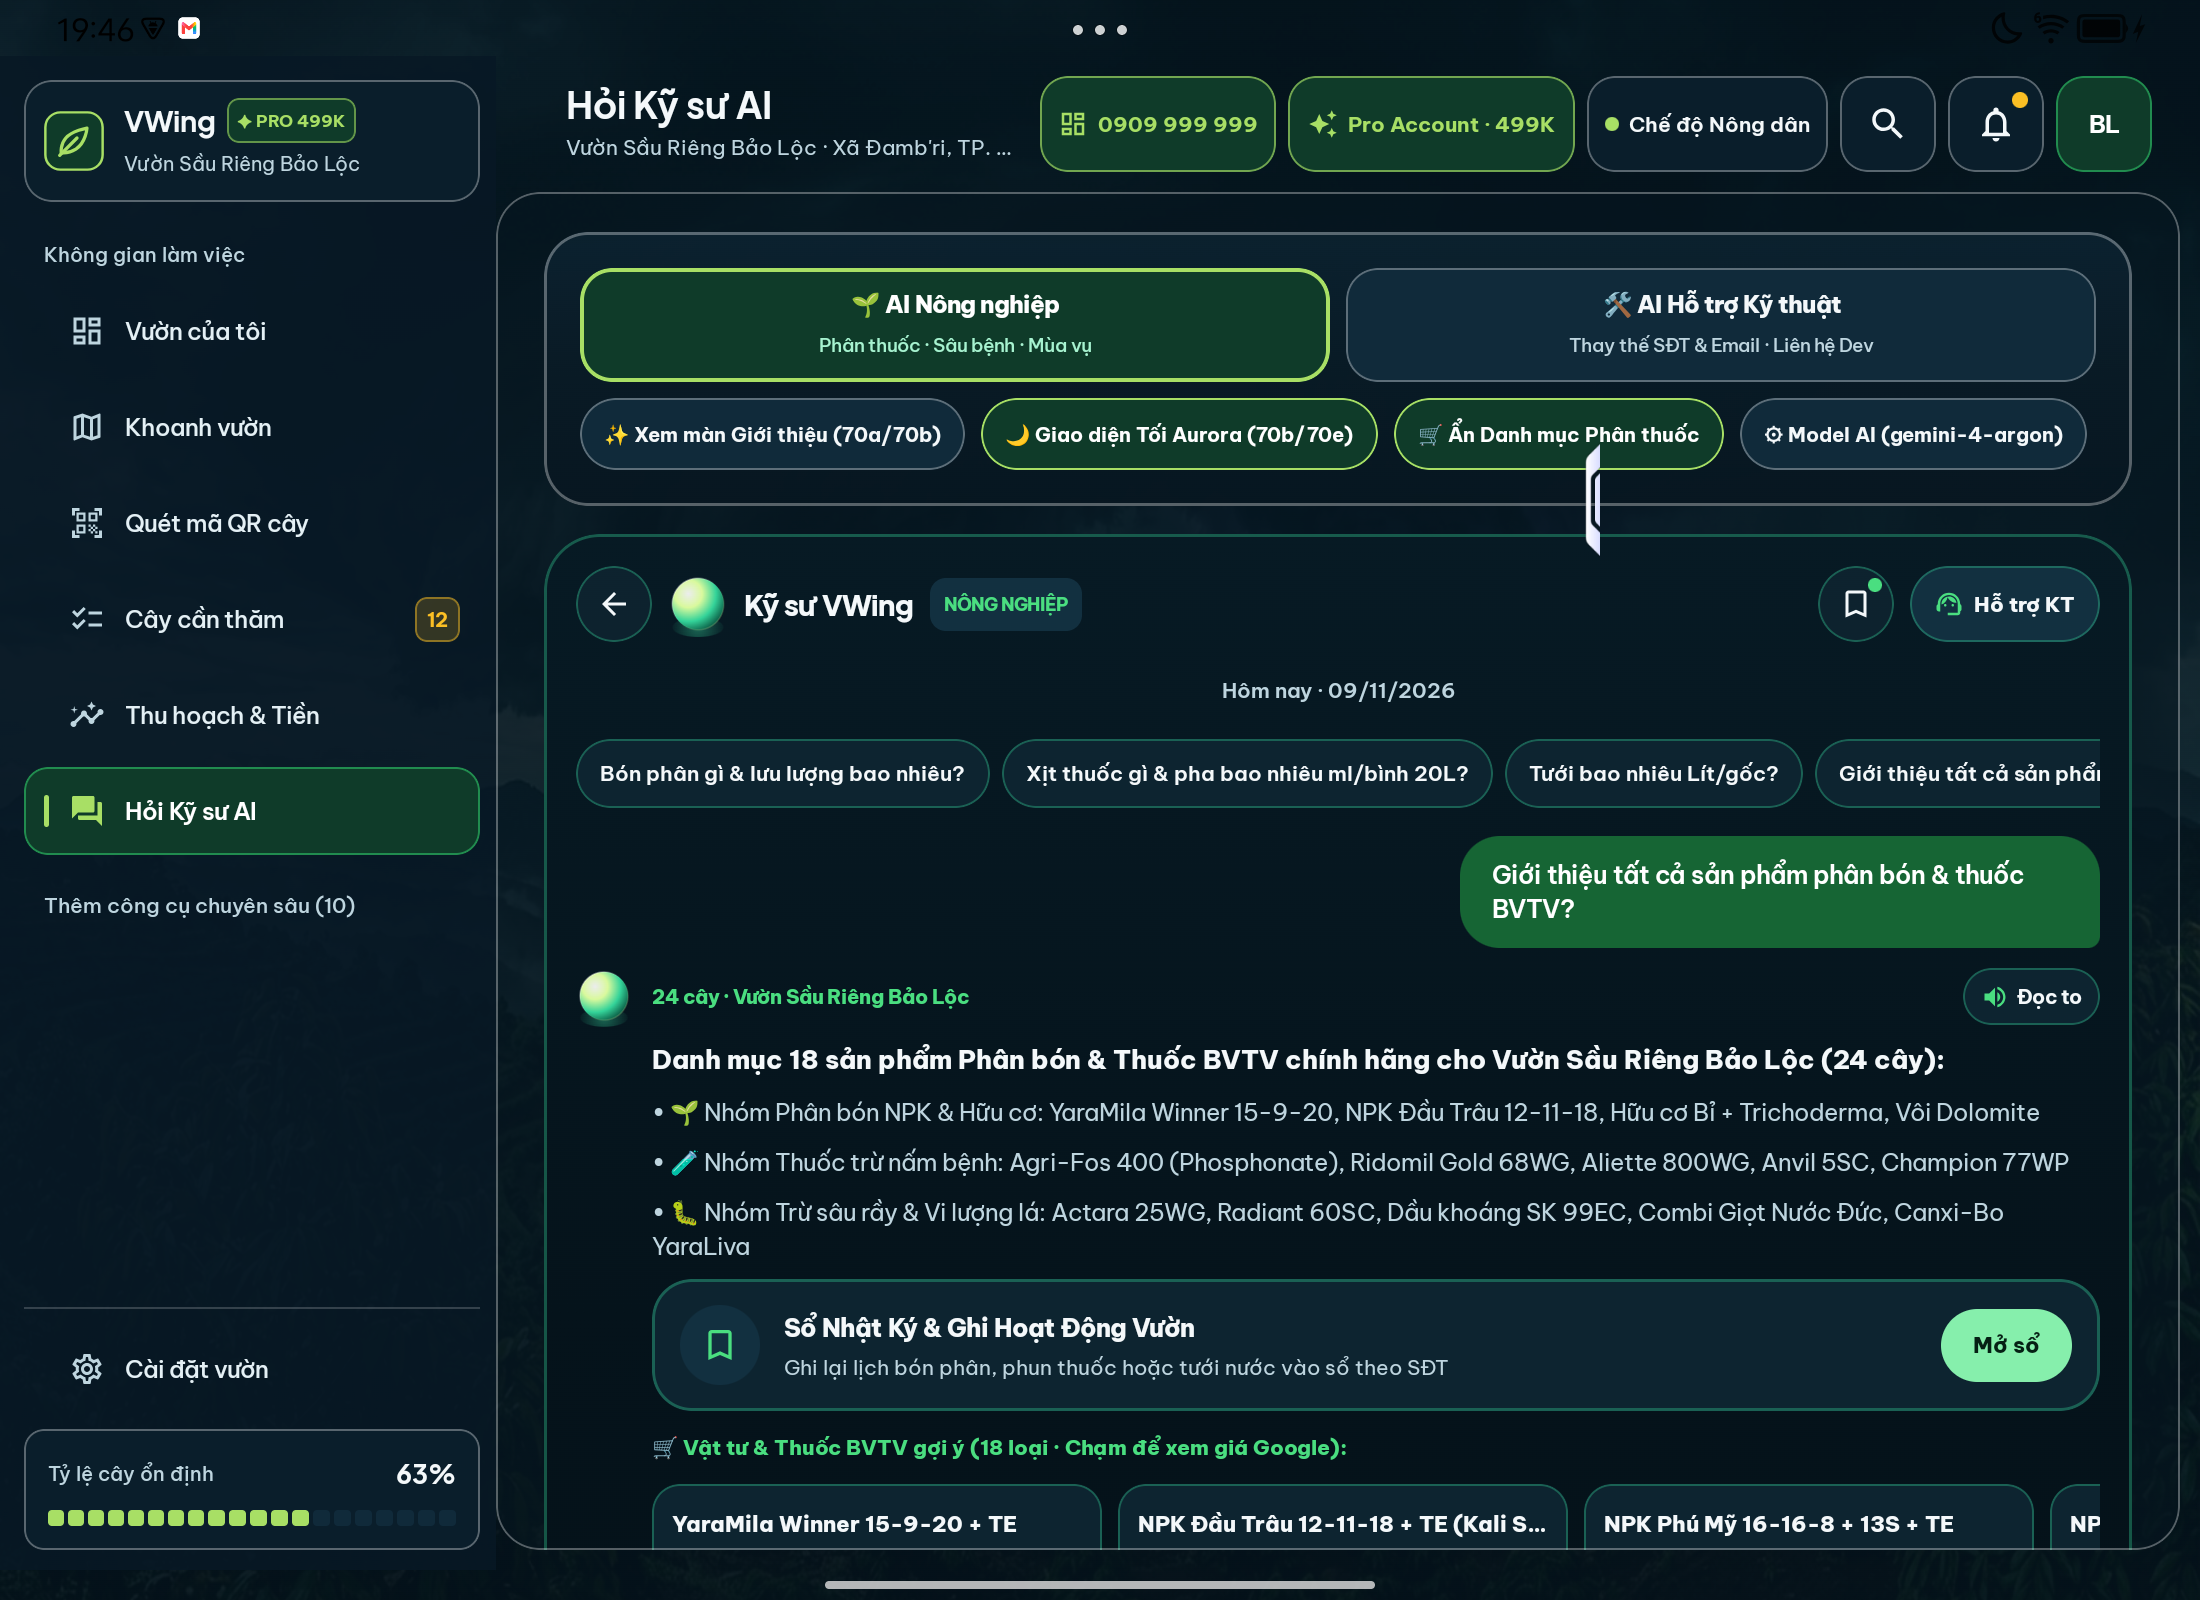 19:46
VWing
PRO 499K
Vườn Sầu Riêng Bảo Lộc
Không gian làm việc
Vườn của tôi
Khoanh vườn
Quét mã QR cây
Cây cần thăm
12
Thu hoạch & Tiền
Hỏi Kỹ sư AI
Thêm công cụ chuyên sâu (10)
Cài đặt vườn
Tỷ lệ cây ổn định
63%
Hỏi Kỹ sư AI
Vườn Sầu Riêng Bảo Lộc · Xã Đamb'ri, TP. ...
0909 999 999
Pro Account · 499K
Chế độ Nông dân
BL
🌱 AI Nông nghiệp
Phân thuốc · Sâu bệnh · Mùa vụ
🛠️ AI Hỗ trợ Kỹ thuật
Thay thế SĐT & Email · Liên hệ Dev
✨ Xem màn Giới thiệu (70a/70b)
🌙 Giao diện Tối Aurora (70b/70e)
🛒 Ẩn Danh mục Phân thuốc
⚙ Model AI (gemini-4-argon)
Kỹ sư VWing
NÔNG NGHIỆP
Hỗ trợ KT
Hôm nay · 09/11/2026
Bón phân gì & lưu lượng bao nhiêu?
Xịt thuốc gì & pha bao nhiêu ml/bình 20L?
Tưới bao nhiêu Lít/gốc?
Giới thiệu tất cả sản phẩm
Giới thiệu tất cả sản phẩm phân bón & thuốc
BVTV?
24 cây · Vườn Sầu Riêng Bảo Lộc
Đọc to
Danh mục 18 sản phẩm Phân bón & Thuốc BVTV chính hãng cho Vườn Sầu Riêng Bảo Lộc (24 cây):
• 🌱 Nhóm Phân bón NPK & Hữu cơ: YaraMila Winner 15-9-20, NPK Đầu Trâu 12-11-18, Hữu cơ Bỉ + Trichoderma, Vôi Dolomite
• 🧪 Nhóm Thuốc trừ nấm bệnh: Agri-Fos 400 (Phosphonate), Ridomil Gold 68WG, Aliette 800WG, Anvil 5SC, Champion 77WP
• 🐛 Nhóm Trừ sâu rầy & Vi lượng lá: Actara 25WG, Radiant 60SC, Dầu khoáng SK 99EC, Combi Giọt Nước Đức, Canxi-Bo
YaraLiva
Sổ Nhật Ký & Ghi Hoạt Động Vườn
Ghi lại lịch bón phân, phun thuốc hoặc tưới nước vào sổ theo SĐT
Mở sổ
🛒 Vật tư & Thuốc BVTV gợi ý (18 loại · Chạm để xem giá Google):
YaraMila Winner 15-9-20 + TE
NPK Đầu Trâu 12-11-18 + TE (Kali S...
NPK Phú Mỹ 16-16-8 + 13S + TE
NP